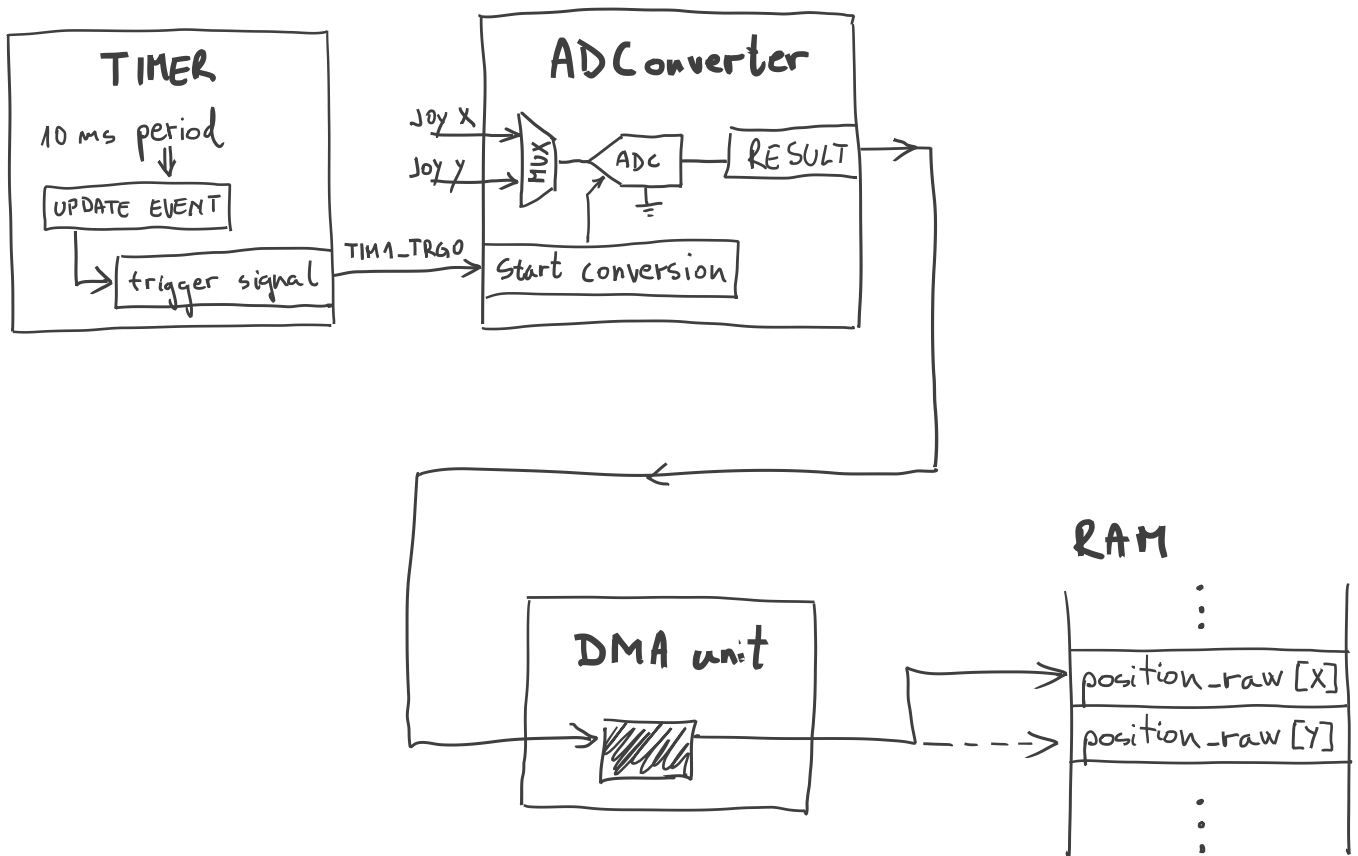 TIMER
10 ms period
UPDATE EVENT
trigger signal
TIM1_TRGO
ADConverter
Joy X
Joy Y
MUX
ADC
RESULT
Start conversion
DMA unit
RAM
position_raw [X]
position_raw [Y]